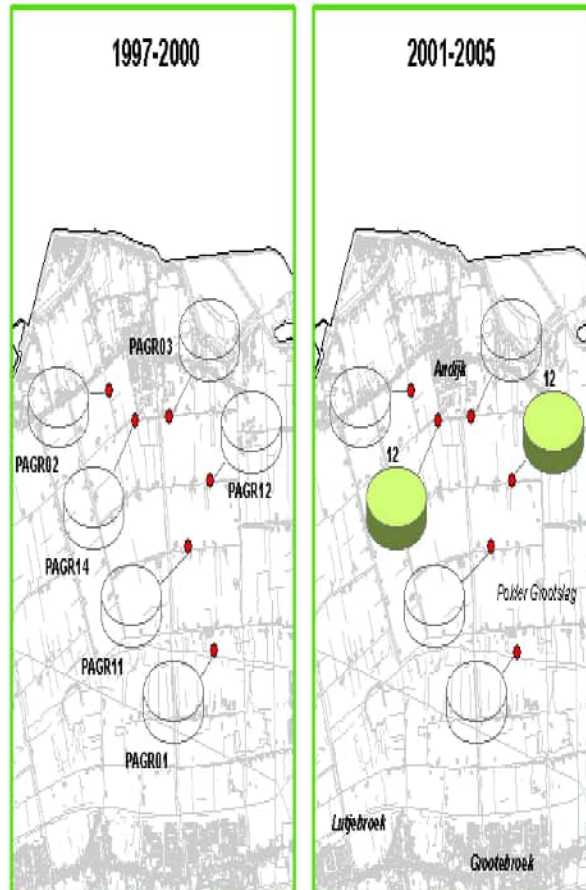 1997-2000
PAGR03
PAGR02
PAGR12
PAGR14
PAGR11
PAGR01
Lutjebroek
2001-2005
Andijk
12
12
Polder Grootslag
Grootebroek